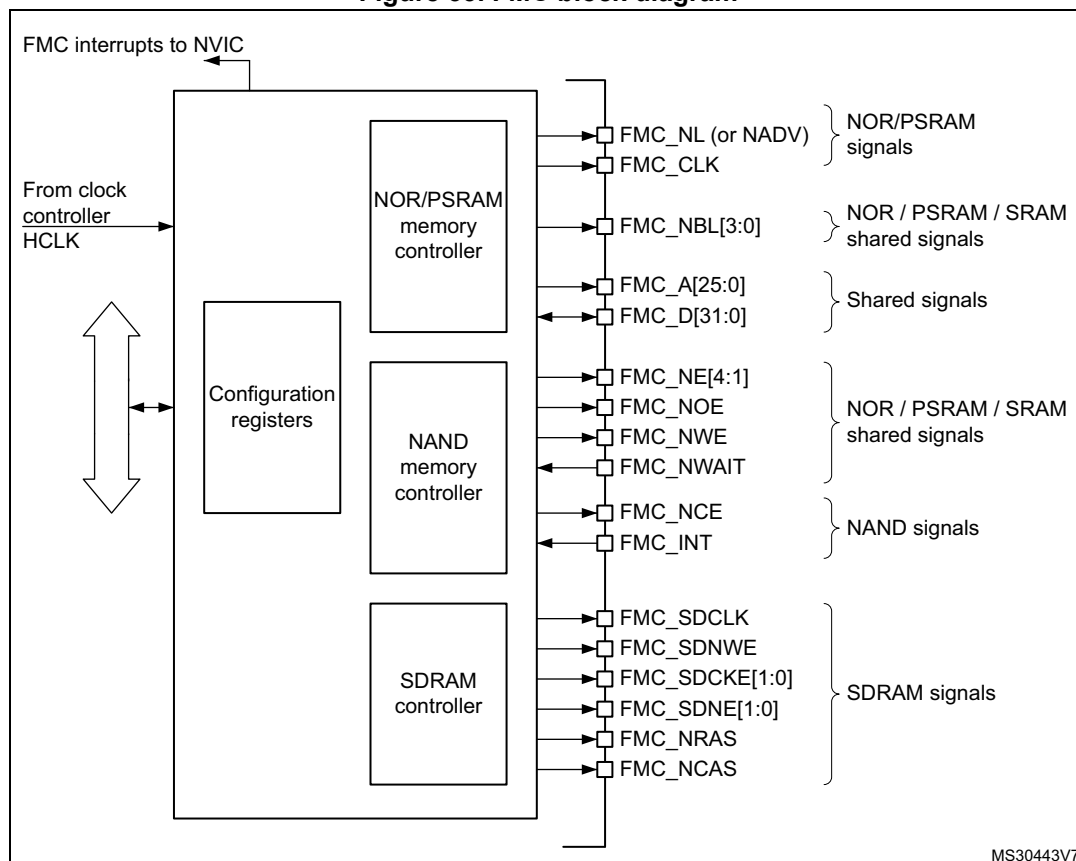 FMC interrupts to NVIC
From clock
controller
HCLK
Configuration
registers
NOR/PSRAM
memory
controller
NAND
memory
controller
SDRAM
controller
FMC_NL (or NADV)
FMC_CLK
NOR/PSRAM
signals
FMC_NBL[3:0]
NOR / PSRAM / SRAM
shared signals
FMC_A[25:0]
FMC_D[31:0]
Shared signals
FMC_NE[4:1]
FMC_NOE
FMC_NWE
FMC_NWAIT
NOR / PSRAM / SRAM
shared signals
FMC_NCE
FMC_INT
NAND signals
FMC_SDCLK
FMC_SDNWE
FMC_SDCKE[1:0]
FMC_SDNE[1:0]
FMC_NRAS
FMC_NCAS
SDRAM signals
MS30443V7